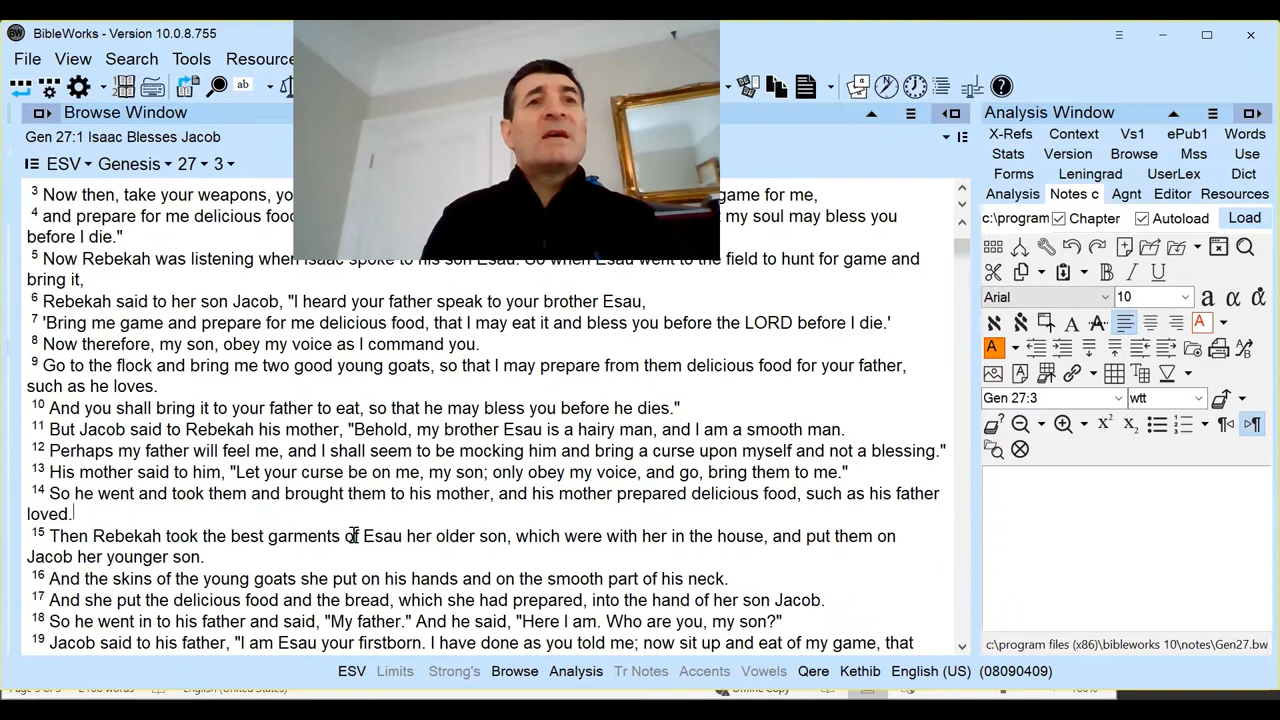 BibleWorks - Version 10.0.8.755
File View Search Tools Resource
ab
Browse Window
Gen 27:1 Isaac Blesses Jacob
ESV Genesis 27 3
3 Now then, take your weapons, yo game for me,
4 and prepare for me delicious food t my soul may bless you
before I die."
5 Now Rebekah was listening when Isaac spoke to his son Esau. So when Esau went to the field to hunt for game and
bring it,
6 Rebekah said to her son Jacob, "I heard your father speak to your brother Esau,
7 'Bring me game and prepare for me delicious food, that I may eat it and bless you before the LORD before I die.'
8 Now therefore, my son, obey my voice as I command you.
9 Go to the flock and bring me two good young goats, so that I may prepare from them delicious food for your father,
such as he loves.
10 And you shall bring it to your father to eat, so that he may bless you before he dies."
11 But Jacob said to Rebekah his mother, "Behold, my brother Esau is a hairy man, and I am a smooth man.
12 Perhaps my father will feel me, and I shall seem to be mocking him and bring a curse upon myself and not a blessing."
13 His mother said to him, "Let your curse be on me, my son; only obey my voice, and go, bring them to me."
14 So he went and took them and brought them to his mother, and his mother prepared delicious food, such as his father
loved.
15 Then Rebekah took the best garments of Esau her older son, which were with her in the house, and put them on
Jacob her younger son.
16 And the skins of the young goats she put on his hands and on the smooth part of his neck.
17 And she put the delicious food and the bread, which she had prepared, into the hand of her son Jacob.
18 So he went in to his father and said, "My father." And he said, "Here I am. Who are you, my son?"
19 Jacob said to his father, "I am Esau your firstborn. I have done as you told me; now sit up and eat of my game, that
Analysis Window
X-Refs Context Vs1 ePub1 Words
Stats Version Browse Mss Use
Forms Leningrad UserLex
Analysis Notes c Agnt Editor Resources
c:\program Chapter Autoload Load
B I U
Arial 10 a α ά
א א A A A
A
Gen 27:3 wtt
X² X₂
c:\program files (x86)\bibleworks 10\notes\Gen27.bw
ESV Limits Strong's Browse Analysis Tr Notes Accents Vowels Qere Kethib English (US) (08090409)
English (United States)